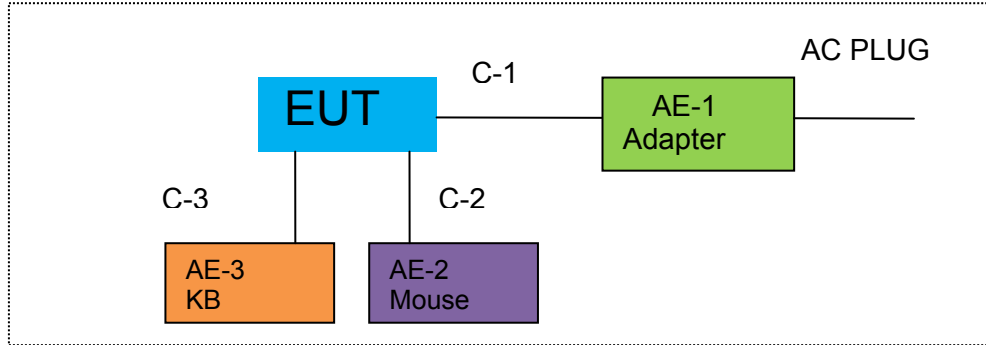 AC PLUG
C-1
EUT
AE-1
Adapter
C-3
C-2
AE-3
KB
AE-2
Mouse